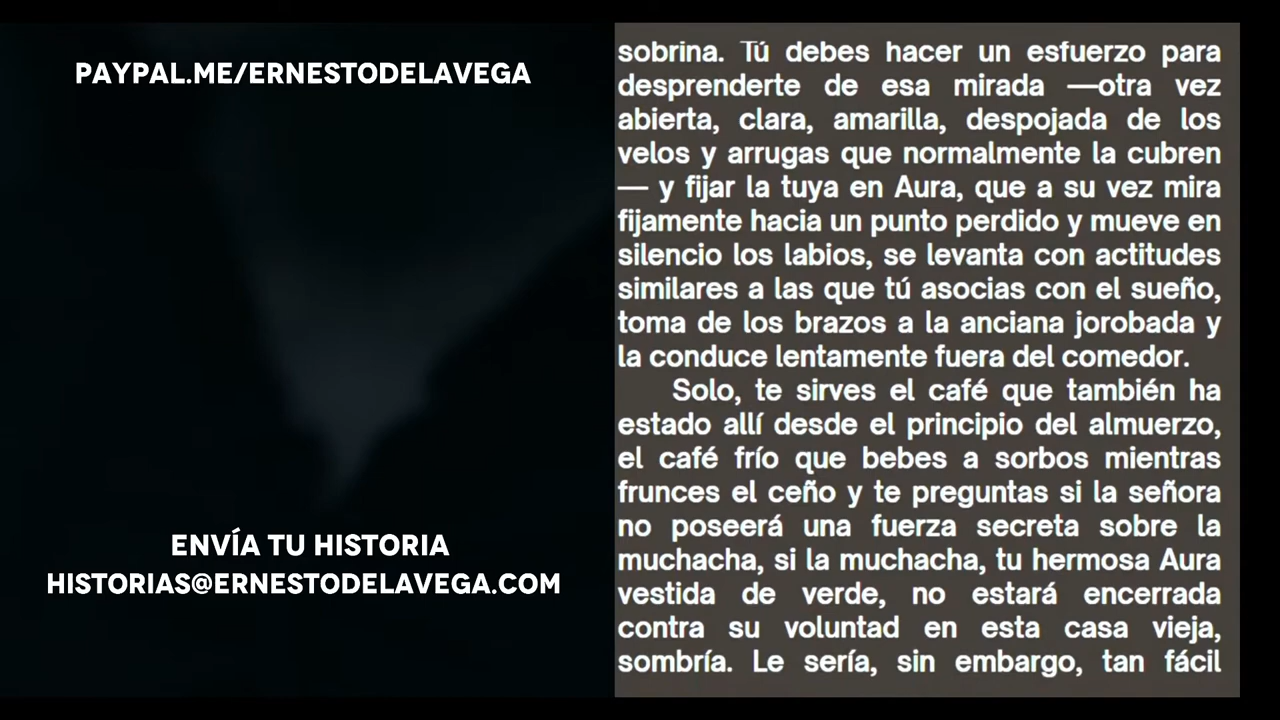 PAYPAL.ME/ERNESTODELAVEGA
ENVÍA TU HISTORIA
HISTORIAS@ERNESTODELAVEGA.COM
sobrina. Tú debes hacer un esfuerzo para
desprenderte de esa mirada —otra vez
abierta, clara, amarilla, despojada de los
velos y arrugas que normalmente la cubren
— y fijar la tuya en Aura, que a su vez mira
fijamente hacia un punto perdido y mueve en
silencio los labios, se levanta con actitudes
similares a las que tú asocias con el sueño,
toma de los brazos a la anciana jorobada y
la conduce lentamente fuera del comedor.
Solo, te sirves el café que también ha
estado allí desde el principio del almuerzo,
el café frío que bebes a sorbos mientras
frunces el ceño y te preguntas si la señora
no poseerá una fuerza secreta sobre la
muchacha, si la muchacha, tu hermosa Aura
vestida de verde, no estará encerrada
contra su voluntad en esta casa vieja,
sombría. Le sería, sin embargo, tan fácil